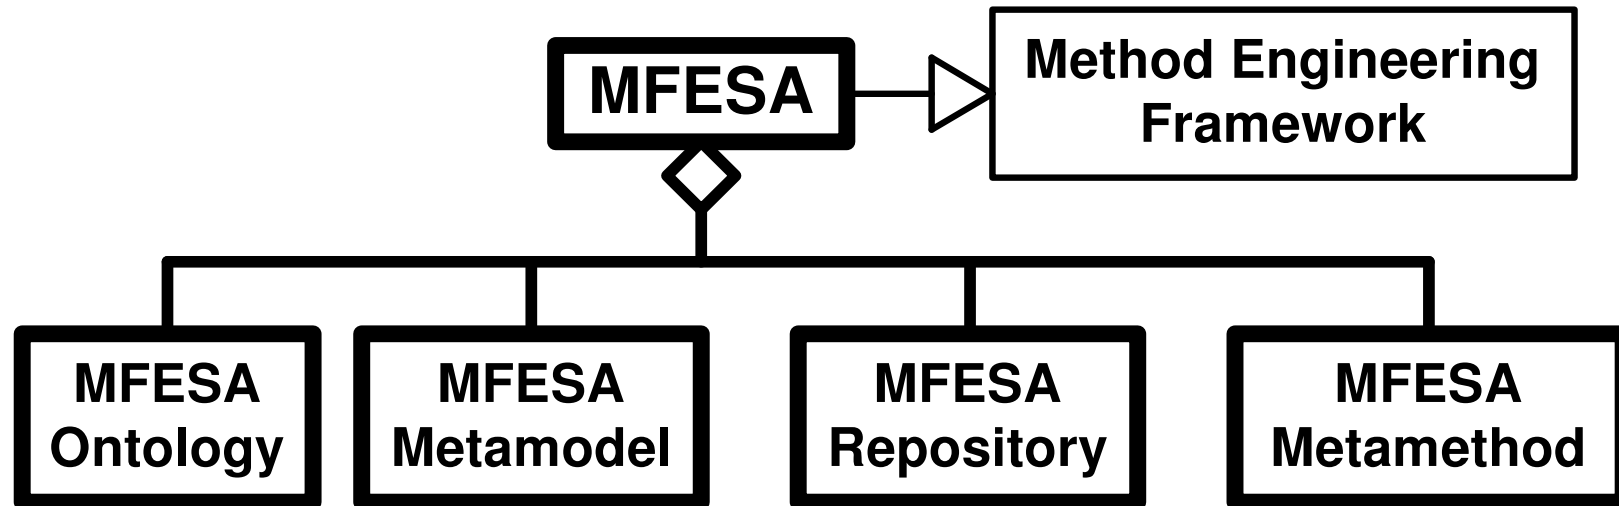 MFESA
Method Engineering
Framework
MFESA
Ontology
MFESA
Metamodel
MFESA
Repository
MFESA
Metamethod